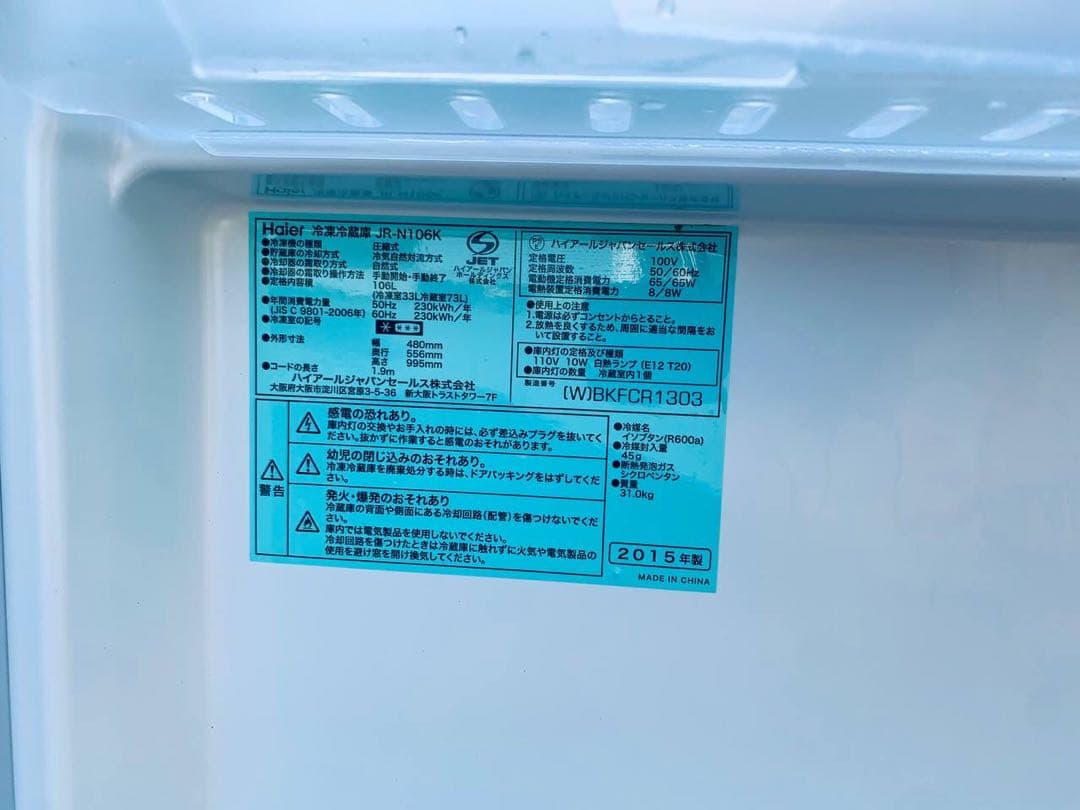 Haier 冷凍冷蔵庫 JR-N106K
●冷凍機の種類 圧縮式
●貯蔵庫の冷却方式 冷気自然対流方式
●冷却器の霜取り方式 自然式
●冷却器の霜取り操作方法 手動開始・手動終了
●定格内容積 106L
(冷凍室33L冷蔵室73L)
●年間消費電力量 50Hz 230kWh/年
(JIS C 9801-2006年) 60Hz 230kWh/年
●冷凍室の記号
●外形寸法 幅 480mm
奥行 556mm
高さ 995mm
●コードの長さ 1.9m
ハイアールジャパンセールス株式会社
大阪府大阪市淀川区宮原3-5-36 新大阪トラストタワー7F
JET
ハイアールジャパン
ホールディングス
株式会社
ハイアールジャパンセールス株式会社
定格電圧 100V
定格周波数 50/60Hz
電動機定格消費電力 65/65W
電熱装置定格消費電力 8/8W
●使用上の注意
1.電源は必ずコンセントからとること。
2.放熱を良くするため、周囲に適当な間隔をお
いて設置すること。
●庫内灯の定格及び種類
110V 10W 白熱ランプ (E12 T20)
●庫内灯の数量 冷蔵室内1個
製造番号
(W)BKFCR1303
警告
感電の恐れあり。
庫内灯の交換やお手入れの時には、必ず差込みプラグを抜いてく
ださい。抜かずに作業すると感電のおそれがあります。
幼児の閉じ込めのおそれあり。
冷凍冷蔵庫を廃棄処分する時は、ドアパッキングをはずしてくだ
さい。
発火・爆発のおそれあり
冷蔵庫の背面や側面にある冷却回路(配管)を傷つけないでくだ
さい。
庫内では電気製品を使用しないでください。
冷却回路を傷つけたときは冷蔵庫に触れずに火気や電気製品の
使用を避け窓を開け換気してください。
●冷媒名
イソブタン(R600a)
●冷媒封入量
45g
●断熱発泡ガス
シクロペンタン
●質量
31.0kg
2015年製
MADE IN CHINA